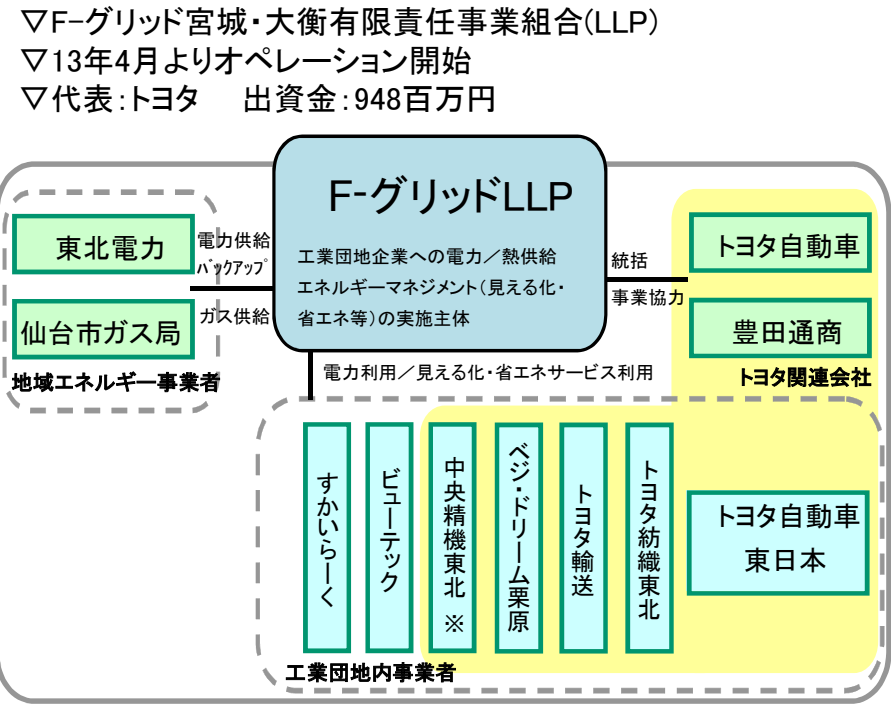 ▽F-グリッド宮城・大衡有限責任事業組合(LLP)
▽13年4月よりオペレーション開始
▽代表:トヨタ 出資金:948百万円
F-グリッドLLP
工業団地企業への電力／熱供給
エネルギーマネジメント（見える化・
省エネ等）の実施主体
東北電力
仙台市ガス局
地域エネルギー事業者
電力供給
バックアップ
ガス供給
統括
事業協力
トヨタ自動車
豊田通商
トヨタ関連会社
電力利用／見える化・省エネサービス利用
すかいらーく
ビューテック
中央精機東北 ※
ベジ・ドリーム栗原
トヨタ輸送
トヨタ紡織東北
トヨタ自動車
東日本
工業団地内事業者